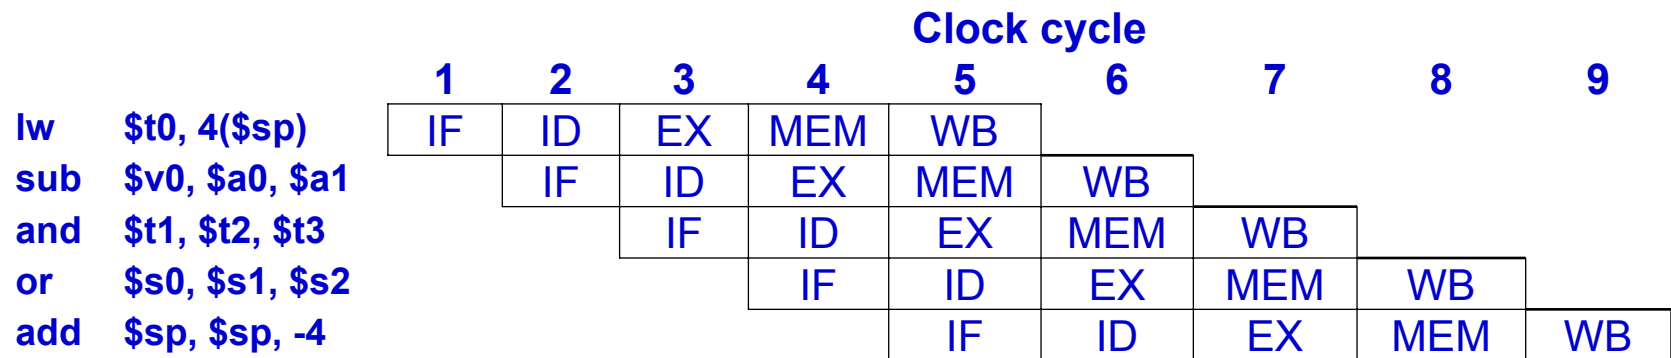 Clock cycle
1 2 3 4 5 6 7 8 9
lw $t0, 4($sp) IF ID EX MEM WB
sub $v0, $a0, $a1 IF ID EX MEM WB
and $t1, $t2, $t3 IF ID EX MEM WB
or $s0, $s1, $s2 IF ID EX MEM WB
add $sp, $sp, -4 IF ID EX MEM WB